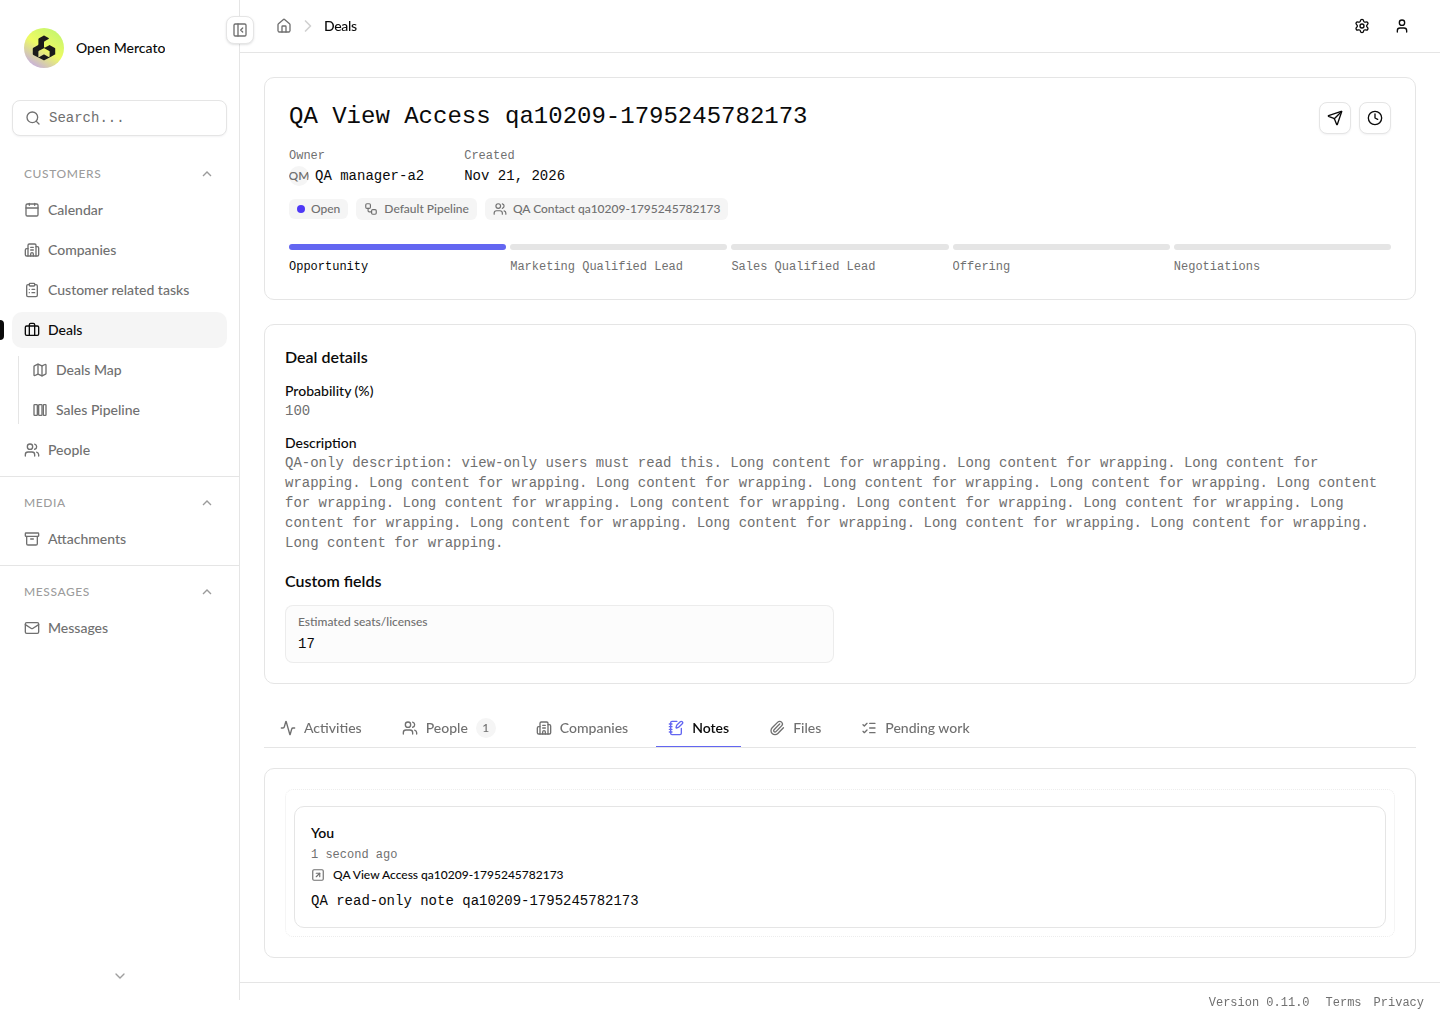 Open Mercato
Search...
CUSTOMERS
Calendar
Companies
Customer related tasks
Deals
Deals Map
Sales Pipeline
People
MEDIA
Attachments
MESSAGES
Messages
Deals
QA View Access qa10209-1795245782173
Owner
Created
QM QA manager-a2
Nov 21, 2026
Open
Default Pipeline
QA Contact qa10209-1795245782173
Opportunity
Marketing Qualified Lead
Sales Qualified Lead
Offering
Negotiations
Deal details
Probability (%)
100
Description
QA-only description: view-only users must read this. Long content for wrapping. Long content for wrapping. Long content for
wrapping. Long content for wrapping. Long content for wrapping. Long content for wrapping. Long content for wrapping. Long content
for wrapping. Long content for wrapping. Long content for wrapping. Long content for wrapping. Long content for wrapping. Long
content for wrapping. Long content for wrapping. Long content for wrapping. Long content for wrapping. Long content for wrapping.
Long content for wrapping.
Custom fields
Estimated seats/licenses
17
Activities
People 1
Companies
Notes
Files
Pending work
You
1 second ago
QA View Access qa10209-1795245782173
QA read-only note qa10209-1795245782173
Version 0.11.0
Terms
Privacy